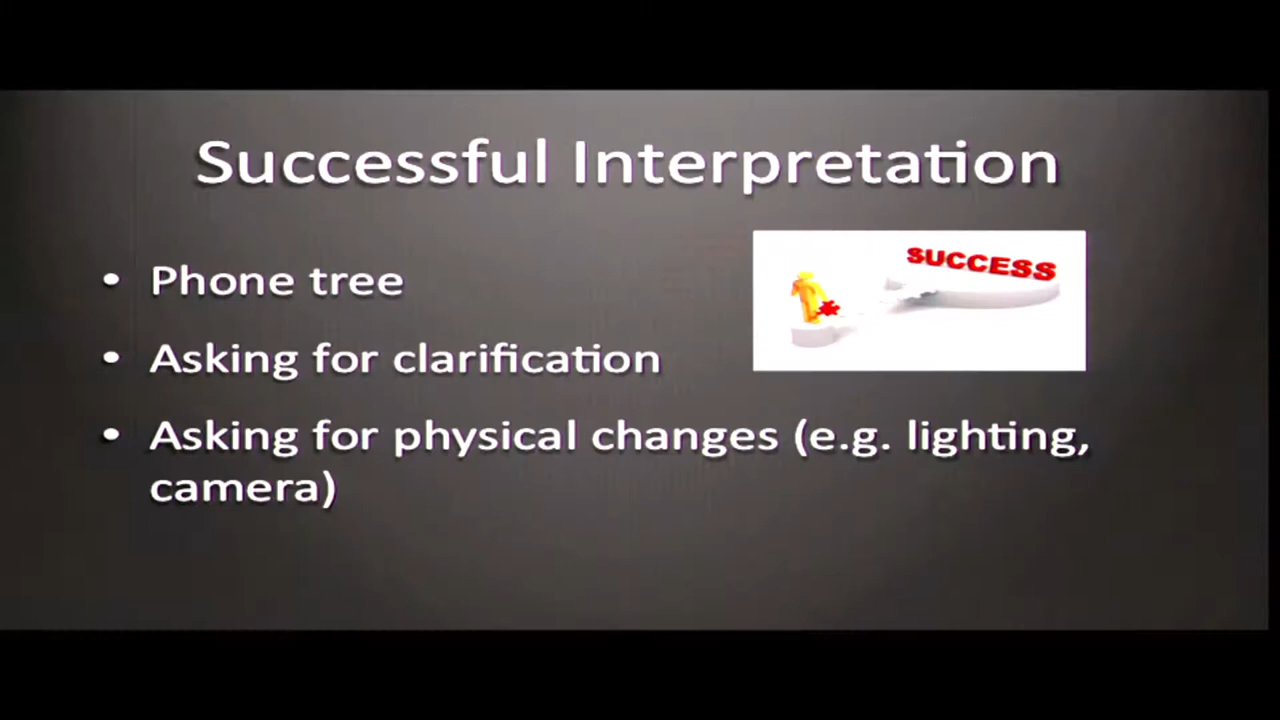 Successful Interpretation
SUCCESS
• Phone tree
• Asking for clarification
• Asking for physical changes (e.g. lighting,
camera)